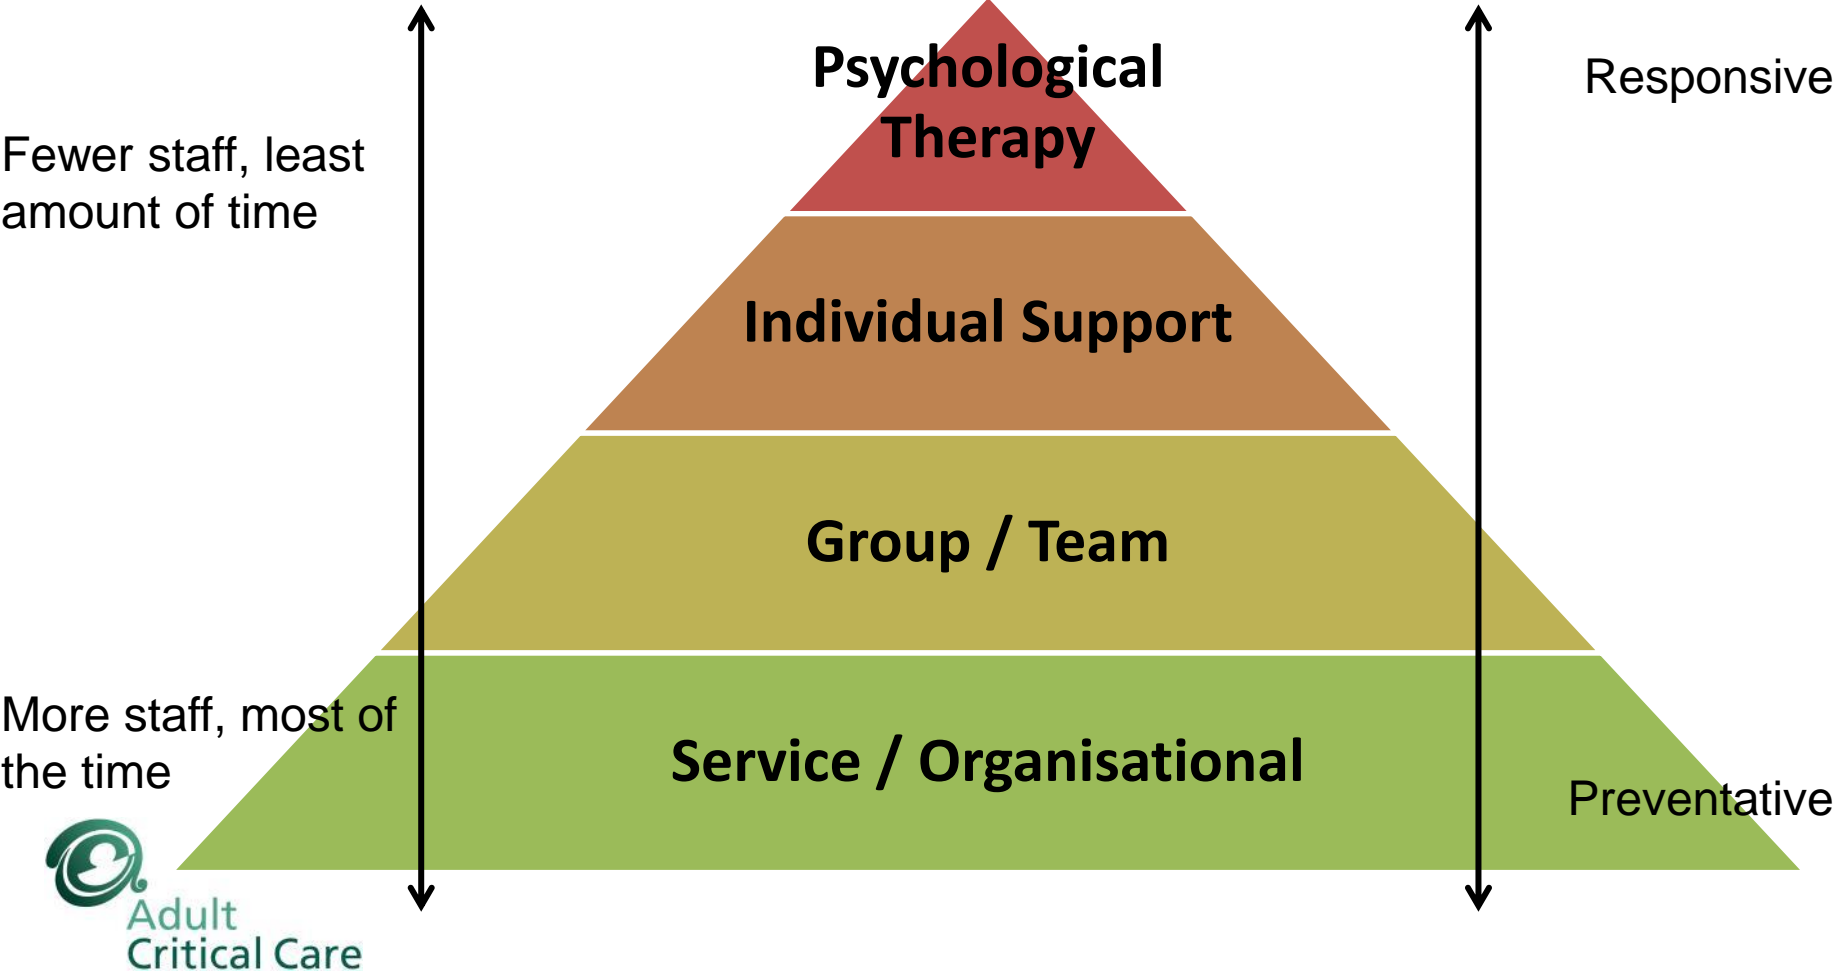 Psychological
Therapy
Responsive
Fewer staff, least
amount of time
Individual Support
Group / Team
More staff, most of
the time
Service / Organisational
Preventative
Adult
Critical Care